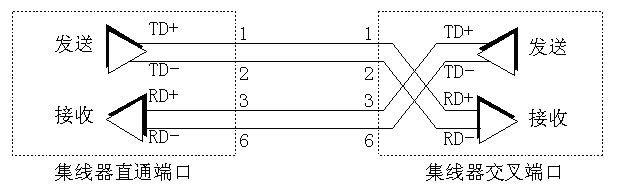 发送 TD+ 1 1 TD+ 发送
TD- 2 2 TD-
接收 RD+ 3 3 RD+ 接收
RD- 6 6 RD-
集线器直通端口 集线器交叉端口